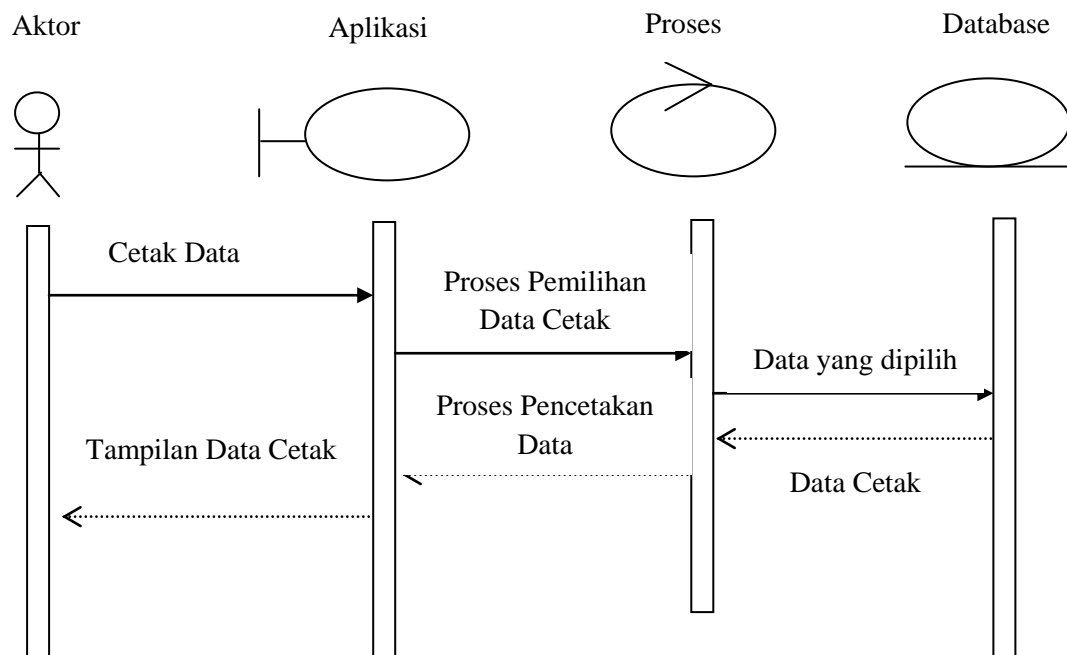 Aktor
Aplikasi
Proses
Database
Cetak Data
Proses Pemilihan
Data Cetak
Data yang dipilih
Proses Pencetakan
Data
Tampilan Data Cetak
Data Cetak